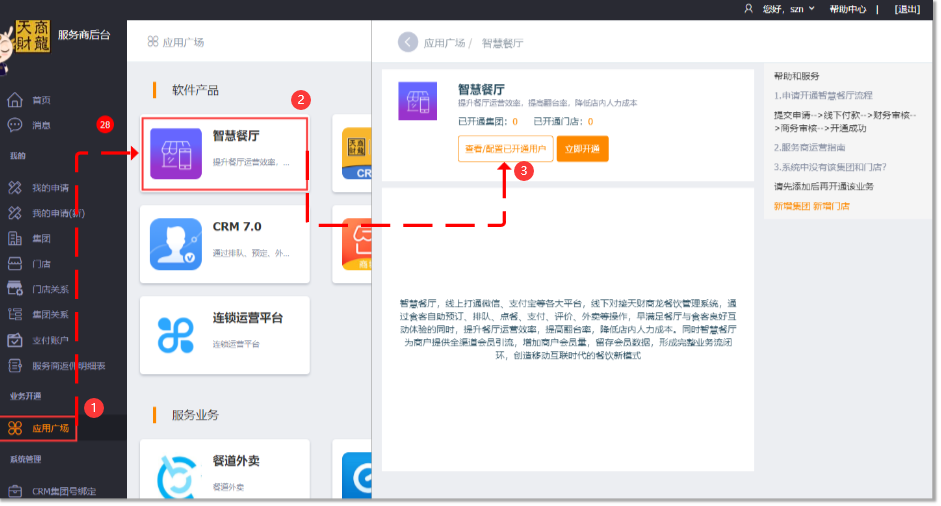 您好，szn
帮助中心
|
[退出]
天商
財龍
服务商后台
首页
消息
28
我的
我的申请
我的申请(新)
集团
门店
门店关系
集团关系
支付账户
服务商返佣明细表
业务开通
1
应用广场
系统管理
CRM集团号绑定
应用广场
软件产品
2
智慧餐厅
提升餐厅运营效率、...
CRM 7.0
通过排队、预定、外...
连锁运营平台
连锁运营平台
服务业务
餐道外卖
餐道外卖
CR
应用广场 / 智慧餐厅
智慧餐厅
提升餐厅运营效率，提高翻台率，降低店内人力成本
已开通集团：0 已开通门店：0
查看/配置已开通用户
立即开通
3
智慧餐厅，线上打通微信、支付宝等各大平台，线下对接天财商龙餐饮管理系统，通
过食客自助预订、排队、点餐、支付、评价、外卖等操作，早满足餐厅与食客良好互
动体验的同时，提升餐厅运营效率，提高翻台率，降低店内人力成本。同时智慧餐厅
为商户提供全渠道会员引流，增加商户会员量，留存会员数据，形成完整业务流闭
环，创造移动互联时代的餐饮新模式
帮助和服务
1.申请开通智慧餐厅流程
提交申请-->线下付款-->财务审核--
>商务审核-->开通成功
2.服务商运营指南
3.系统中没有该集团和门店?
请先添加后再开通该业务
新增集团 新增门店